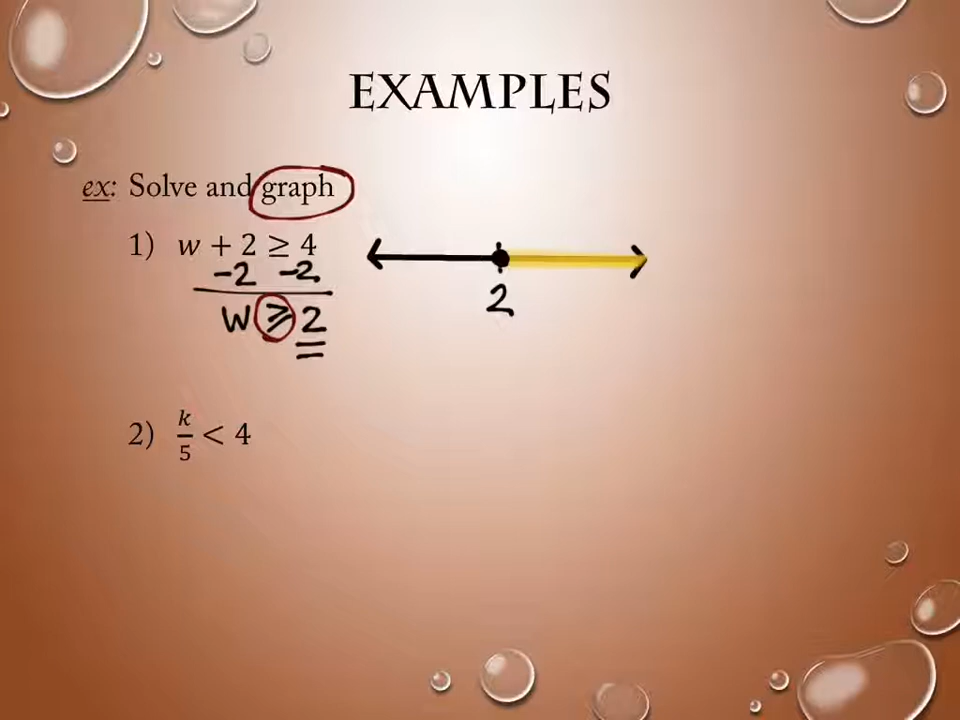 EXAMPLES
ex: Solve and graph
1) w + 2 ≥ 4
-2 -2
2
W ≥ 2
2) k/5 < 4